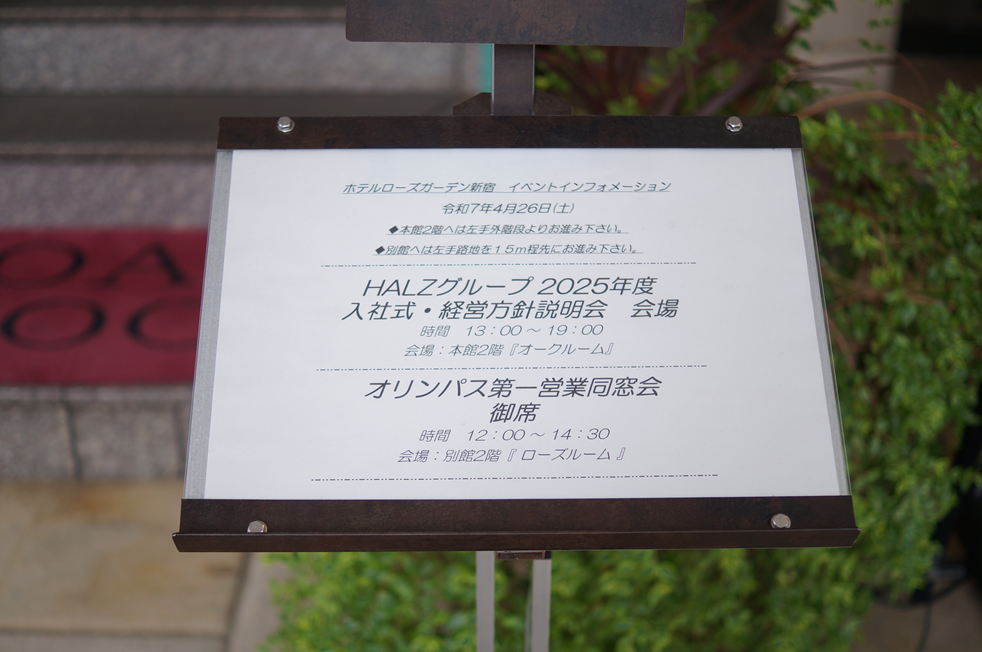 ホテルローズガーデン新宿　イベントインフォメーション
令和7年4月26日(土)
◆本館2階へは左手外階段よりお進み下さい。
◆別館へは左手路地を15m程先にお進み下さい。
HALZグループ 2025年度
入社式・経営方針説明会　会場
時間　13：00 ～ 19：00
会場：本館2階『オークルーム』
オリンパス第一営業同窓会
御席
時間　12：00 ～ 14：30
会場：別館2階『 ローズルーム 』